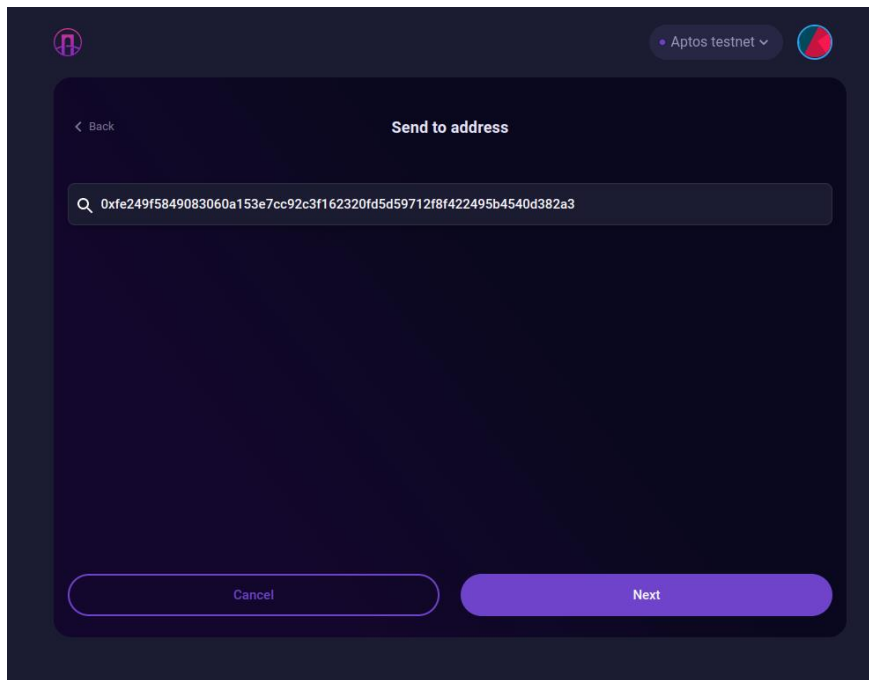 Aptos testnet
Back
Send to address
0xfe249f5849083060a153e7cc92c3f162320fd5d59712f8f422495b4540d382a3
Cancel
Next